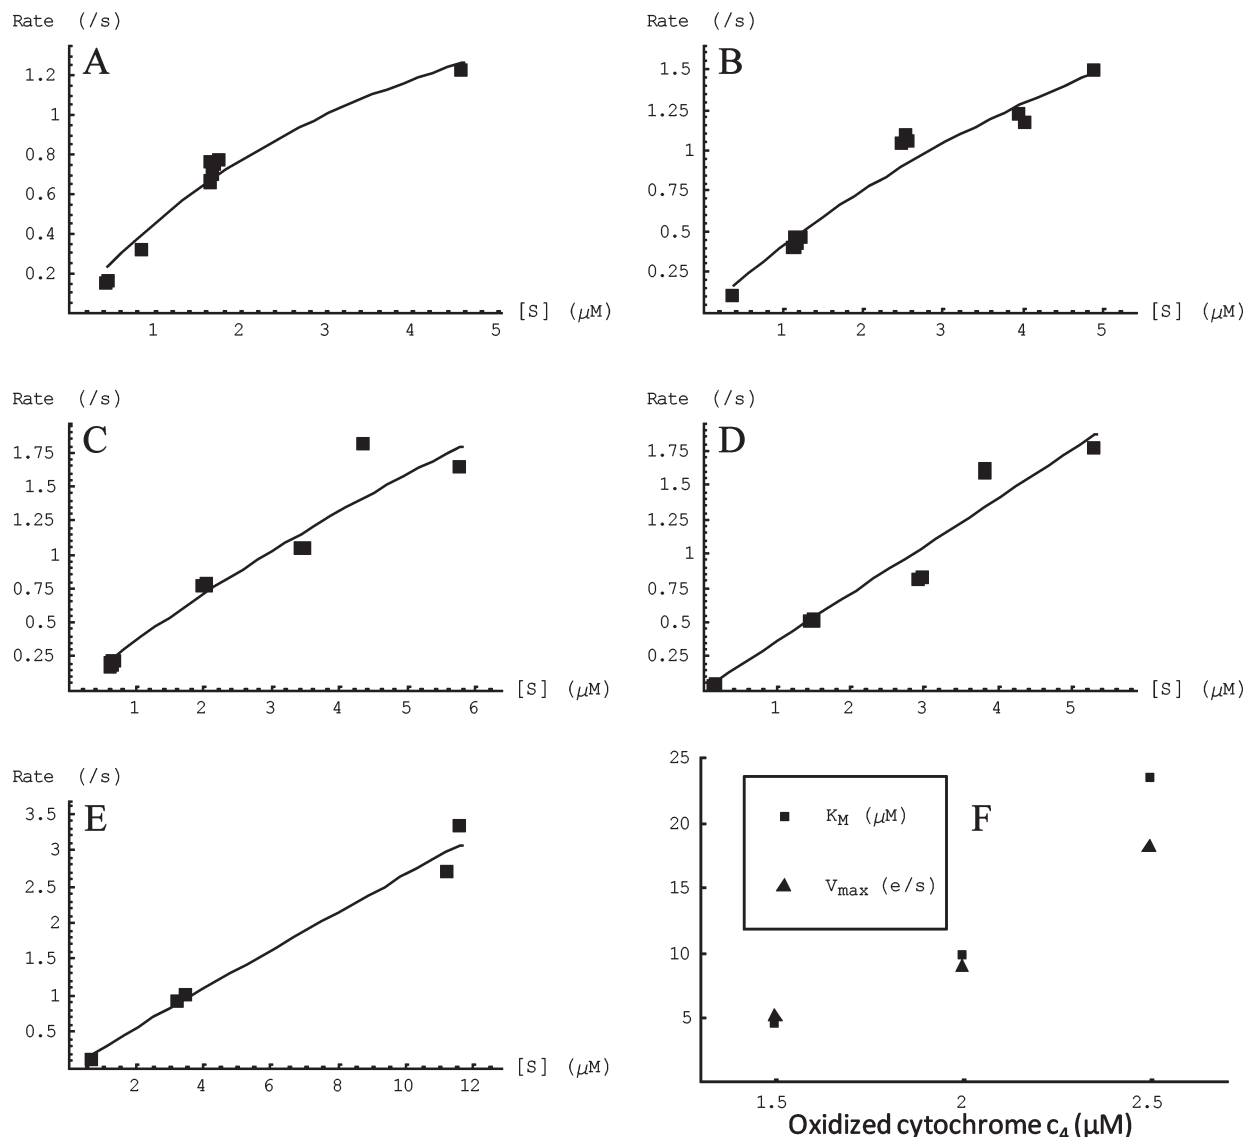 Rate (/s)
A
1.2
1
0.8
0.6
0.4
0.2
1 2 3 4 5
[S] (μM)
Rate (/s)
B
1.5
1.25
1
0.75
0.5
0.25
1 2 3 4 5
[S] (μM)
Rate (/s)
C
1.75
1.5
1.25
1
0.75
0.5
0.25
1 2 3 4 5 6
[S] (μM)
Rate (/s)
D
1.75
1.5
1.25
1
0.75
0.5
0.25
1 2 3 4 5
[S] (μM)
Rate (/s)
E
3.5
3
2.5
2
1.5
1
0.5
2 4 6 8 10 12
[S] (μM)
F
25
20
15
10
5
K_M (μM)
V_max (e/s)
1.5 2 2.5
Oxidized cytochrome c₄ (μM)